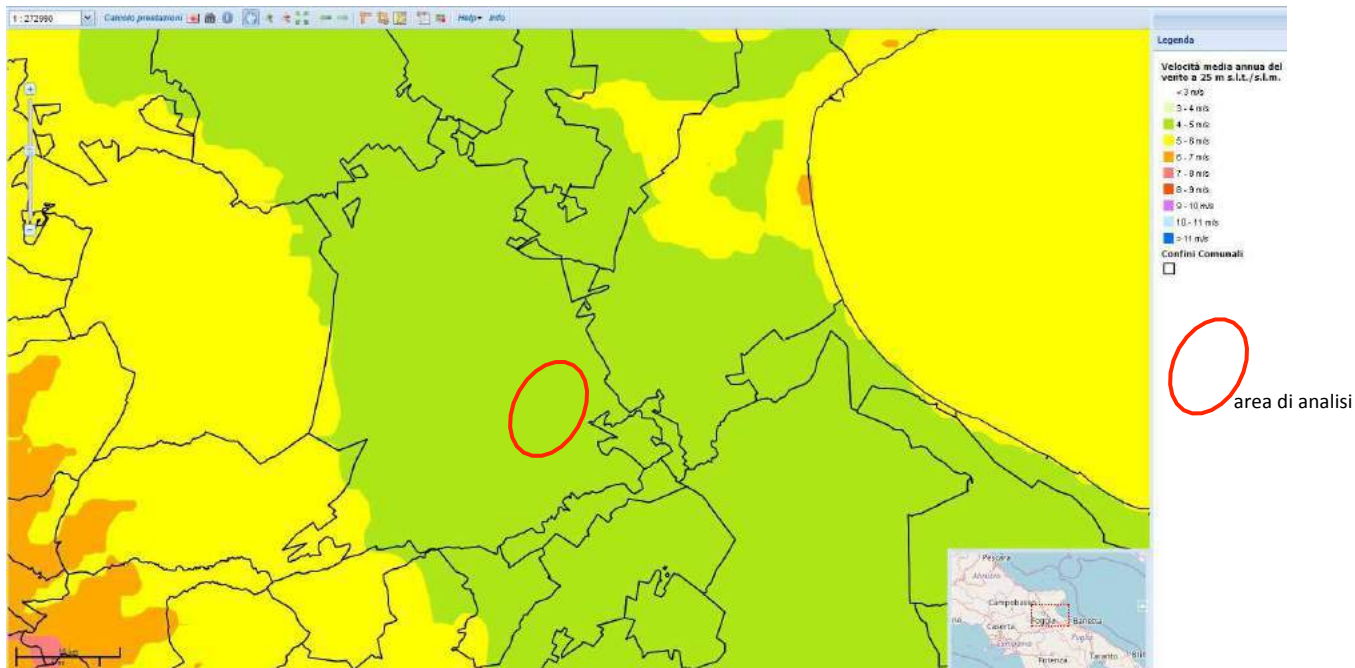 1 : 272990 Calcolo prestazioni Help Info
Legenda
Velocità media annua del
vento a 25 m s.l.t./s.l.m.
< 3 m/s
3 - 4 m/s
4 - 5 m/s
5 - 6 m/s
6 - 7 m/s
7 - 8 m/s
8 - 9 m/s
9 - 10 m/s
10 - 11 m/s
> 11 m/s
Confini Comunali
area di analisi
Pescara
Campobasso
Foggia
Barletta
Caserta
Puglia
Potenza
Taranto